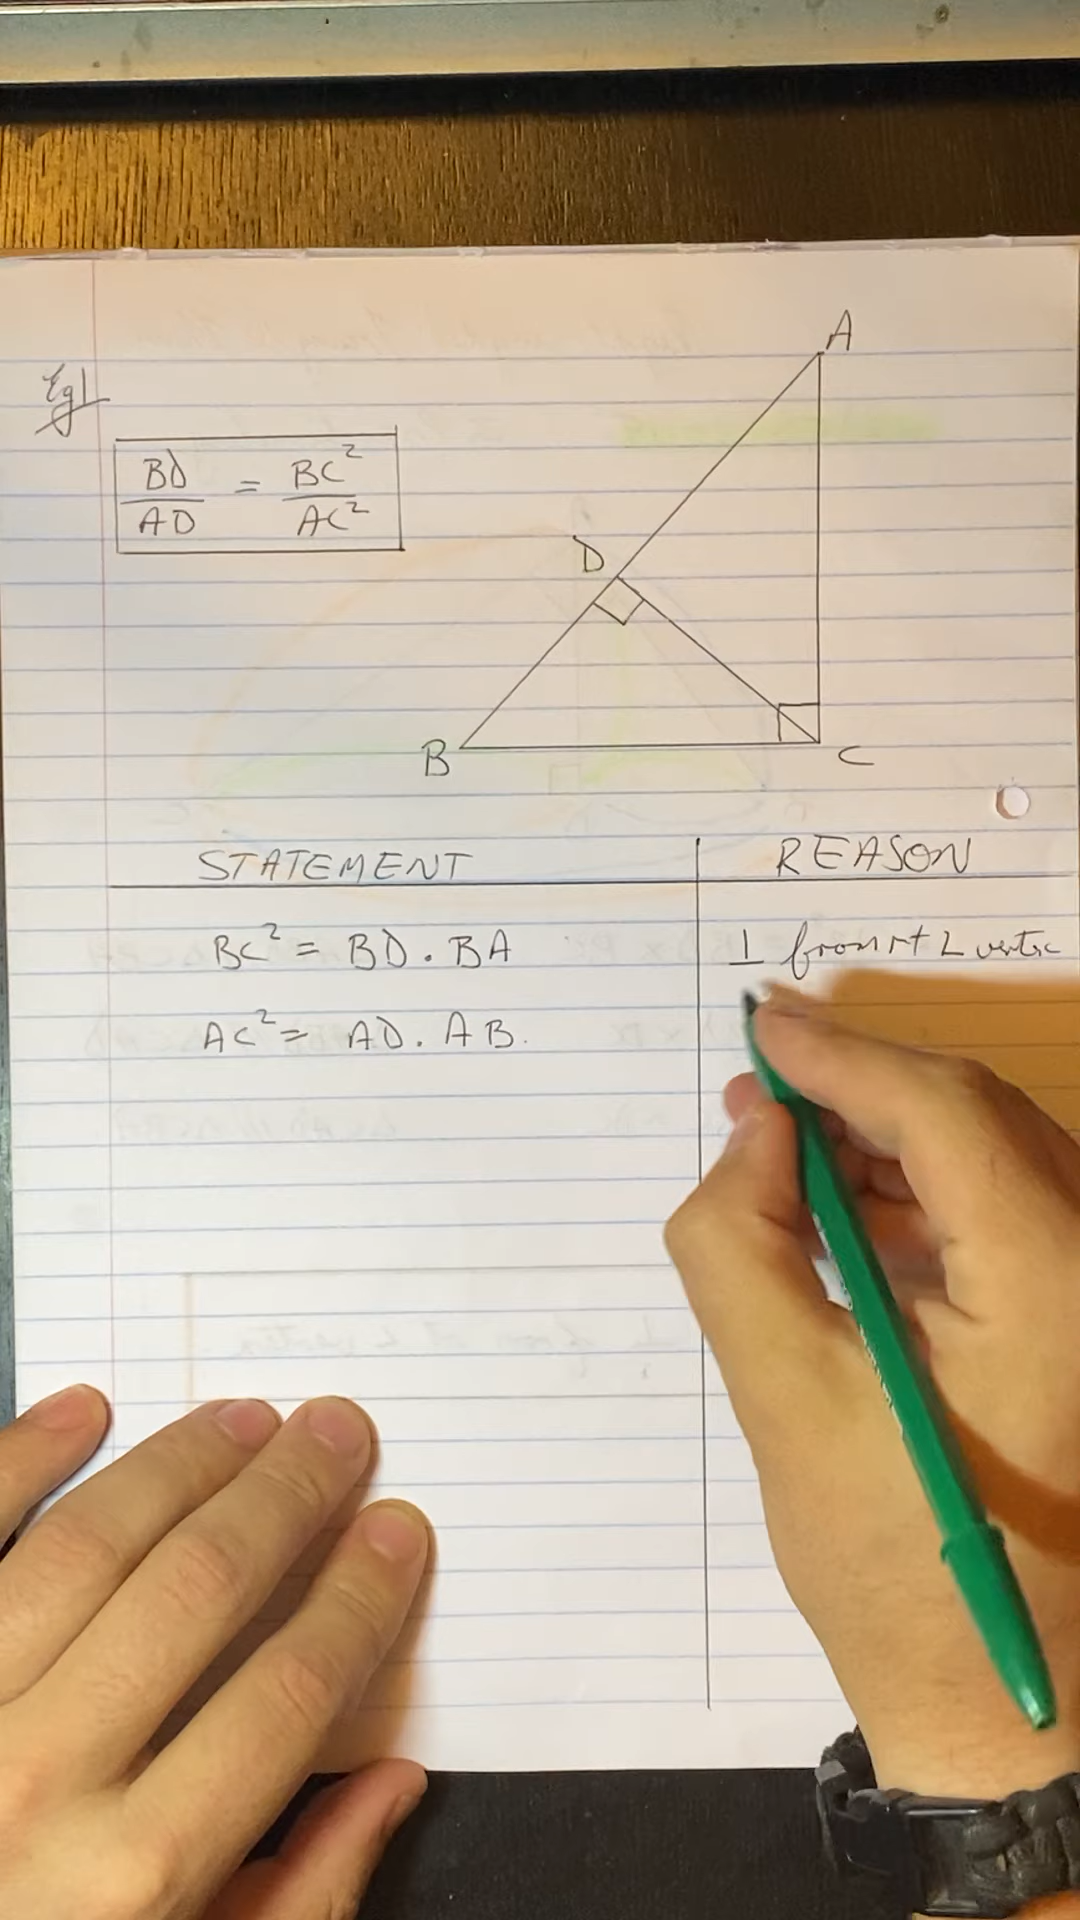 Eg1
BD/AD = BC²/AC²
A
D
B
C
STATEMENT
REASON
BC² = BD . BA
⊥ from rt ∠ vertex
AC² = AD . AB.